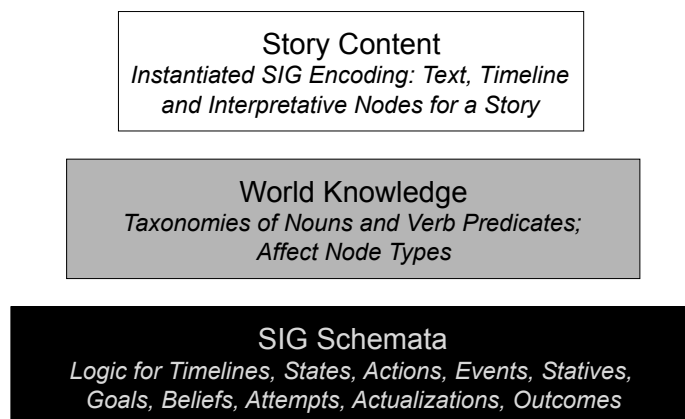 Story Content
Instantiated SIG Encoding: Text, Timeline
and Interpretative Nodes for a Story
World Knowledge
Taxonomies of Nouns and Verb Predicates;
Affect Node Types
SIG Schemata
Logic for Timelines, States, Actions, Events, Statives,
Goals, Beliefs, Attempts, Actualizations, Outcomes